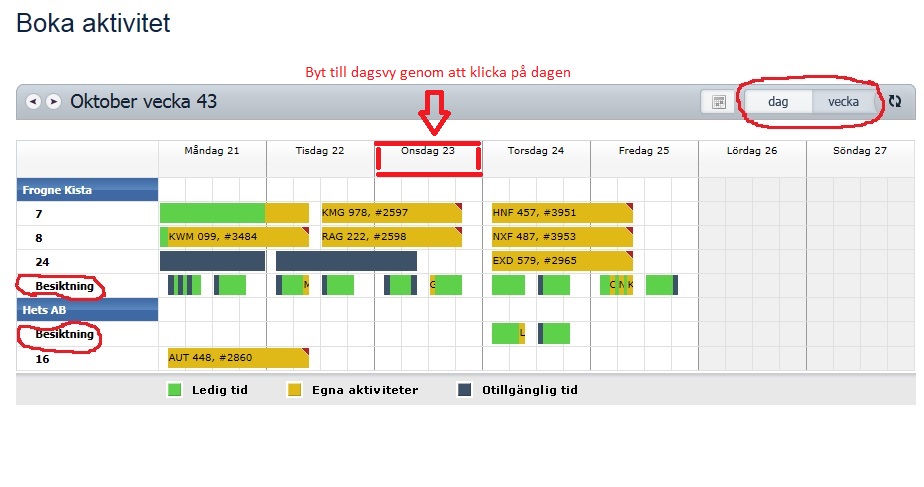 Boka aktivitet
Byt till dagsvy genom att klicka på dagen
Oktober vecka 43
dag
vecka
Måndag 21
Tisdag 22
Onsdag 23
Torsdag 24
Fredag 25
Lördag 26
Söndag 27
Frogne Kista
7
KMG 978, #2597
HNF 457, #3951
8
KWM 099, #3484
RAG 222, #2598
NXF 487, #3953
24
EXD 579, #2965
Besiktning
Hets AB
Besiktning
L
16
AUT 448, #2860
Ledig tid
Egna aktiviteter
Otillgänglig tid